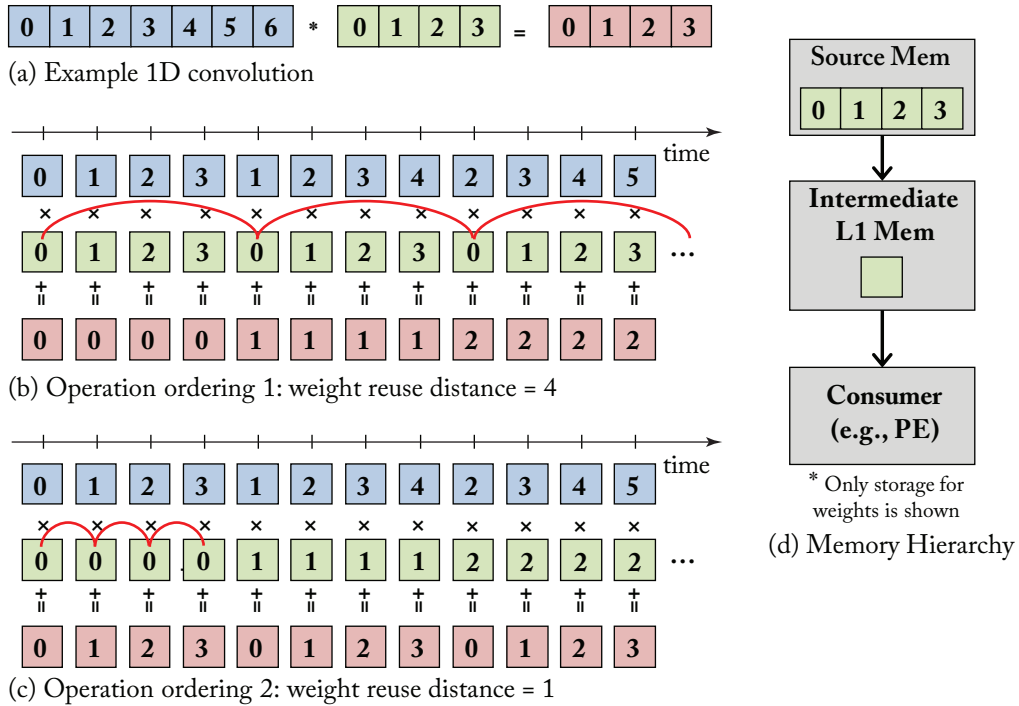 0 1 2 3 4 5 6 * 0 1 2 3 = 0 1 2 3
(a) Example 1D convolution
time
0 1 2 3 1 2 3 4 2 3 4 5
× × × × × × × × × × × ×
0 1 2 3 0 1 2 3 0 1 2 3 ...
+= += += += += += += += += += += +=
0 0 0 0 1 1 1 1 2 2 2 2
(b) Operation ordering 1: weight reuse distance = 4
time
0 1 2 3 1 2 3 4 2 3 4 5
× × × × × × × × × × × ×
0 0 0 0 1 1 1 1 2 2 2 2 ...
+= += += += += += += += += += += +=
0 1 2 3 0 1 2 3 0 1 2 3
(c) Operation ordering 2: weight reuse distance = 1
Source Mem
0 1 2 3
Intermediate
L1 Mem
Consumer
(e.g., PE)
* Only storage for
weights is shown
(d) Memory Hierarchy